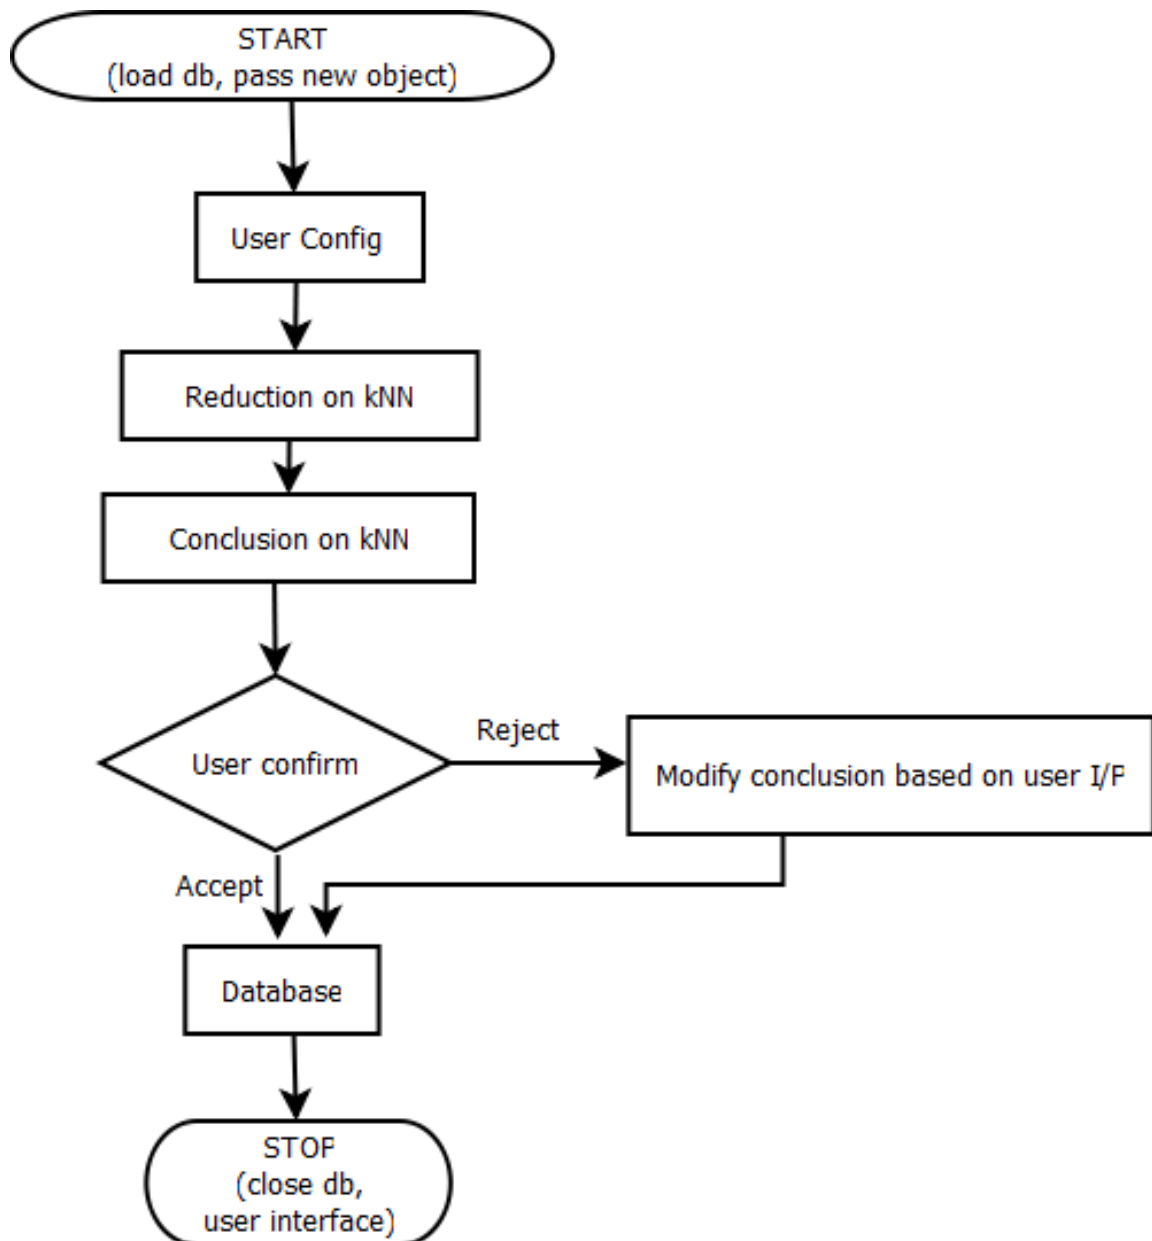 START
(load db, pass new object)
User Config
Reduction on kNN
Conclusion on kNN
User confirm
Reject
Modify conclusion based on user I/P
Accept
Database
STOP
(close db,
user interface)